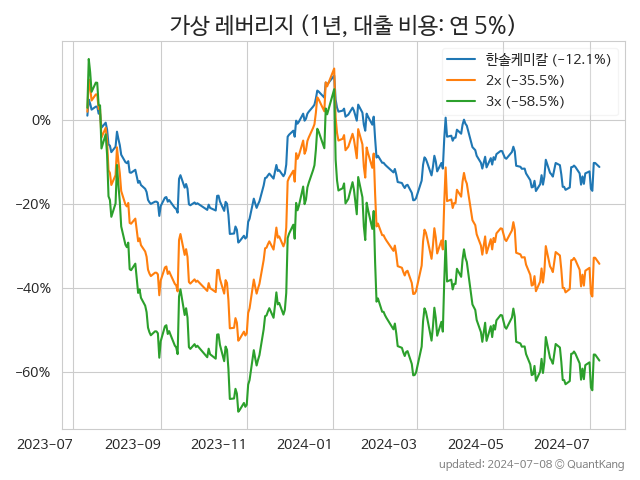 가상 레버리지 (1년, 대출 비용: 연 5%)
한솔케미칼 (−12.1%)
2x (−35.5%)
3x (−58.5%)
0%
−20%
−40%
−60%
2023−07 2023−09 2023−11 2024−01 2024−03 2024−05 2024−07
updated: 2024-07-08 © QuantKang